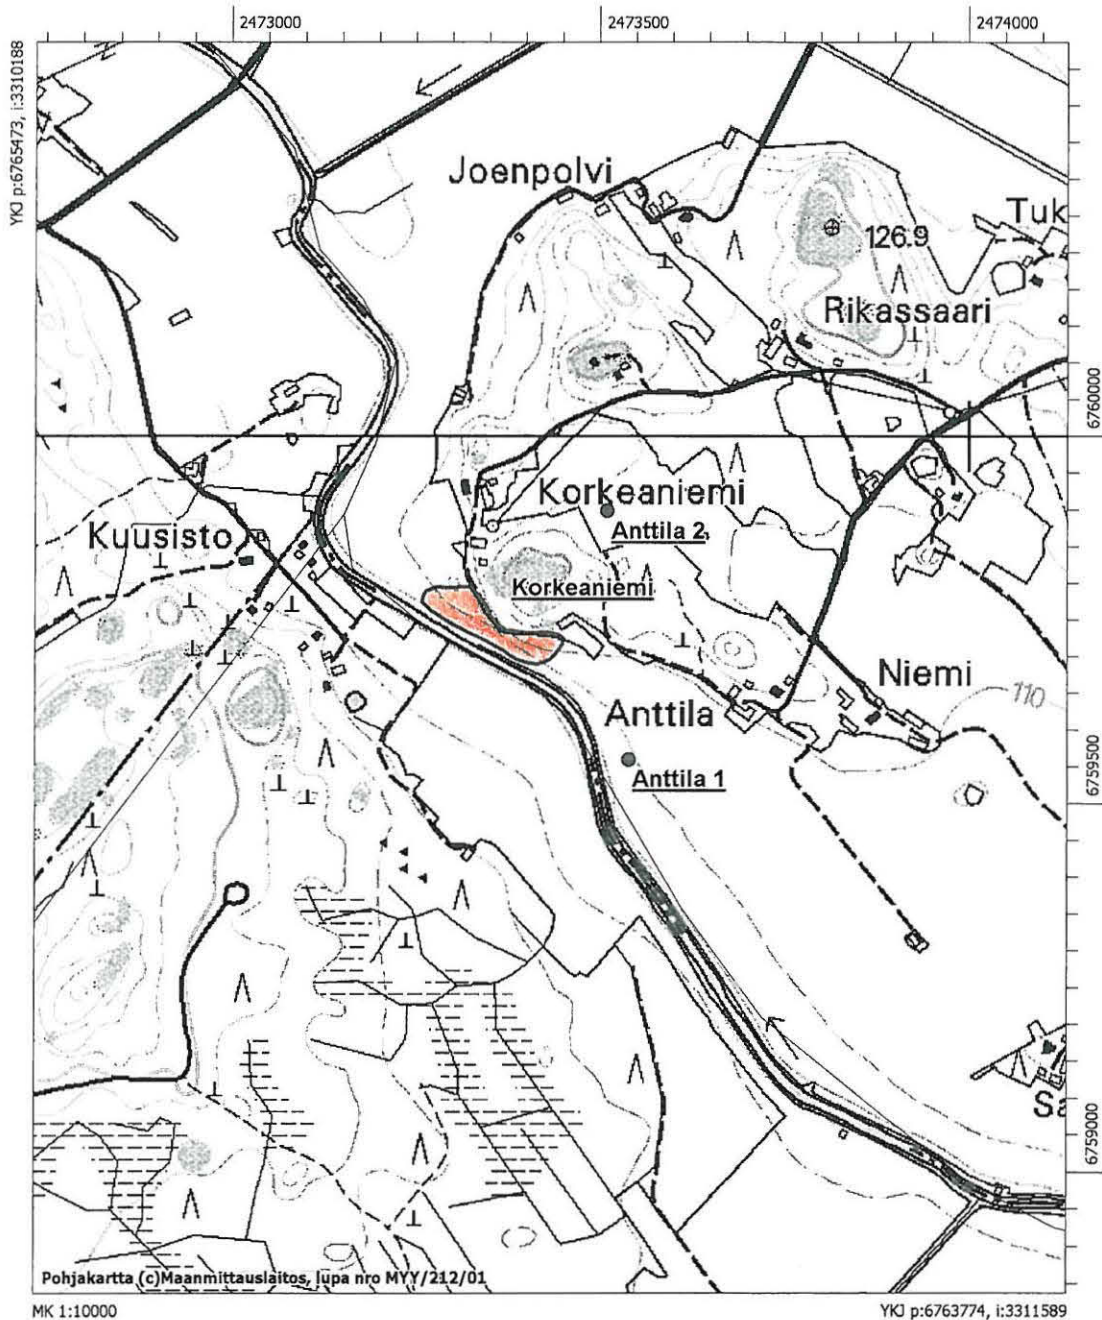 2473000
2473500
2474000
YKJ p:6765473, i:3310188
Joenpolvi
Tuk
126.9
Rikassaari
6760000
Korkeaniemi
Anttila 2
Kuusisto
Korkeaniemi
Niemi
110
Anttila
6759500
Anttila 1
Sa
6759000
Pohjakartta (c)Maanmittauslaitos, lupa nro MYY/212/01
MK 1:10000
YKJ p:6763774, i:3311589